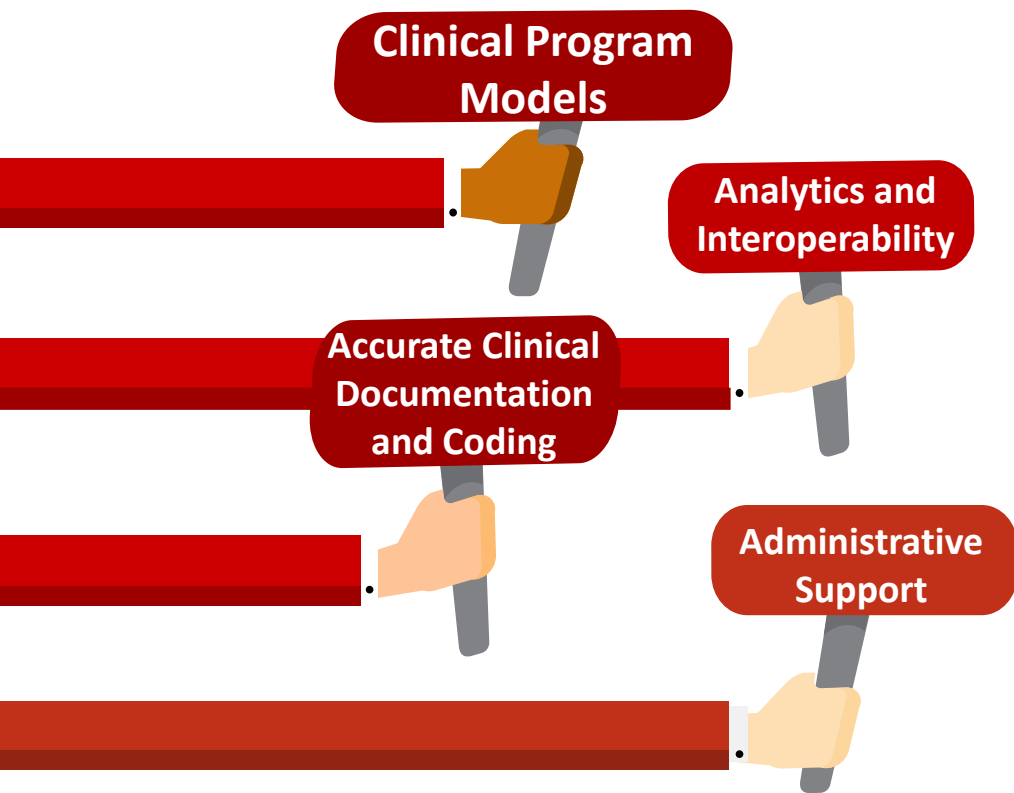 Clinical Program
Models
Analytics and
Interoperability
Accurate Clinical
Documentation
and Coding
Administrative
Support